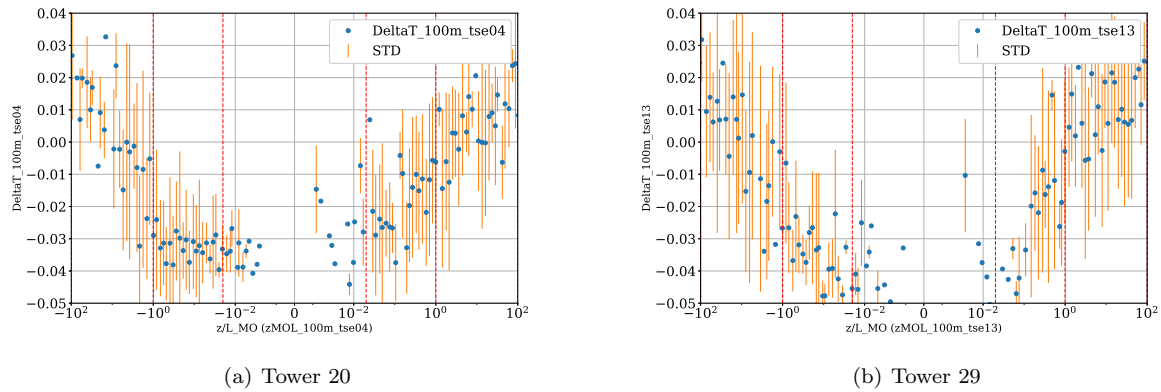 DeltaT_100m_tse04
STD
0.04
0.03
0.02
0.01
0.00
−0.01
−0.02
−0.03
−0.04
−0.05
DeltaT_100m_tse04
−10² −10⁰ −10⁻² 10⁻² 10⁰ 10²
z/L_MO (zMOL_100m_tse04)
(a) Tower 20
DeltaT_100m_tse13
STD
0.04
0.03
0.02
0.01
0.00
−0.01
−0.02
−0.03
−0.04
−0.05
DeltaT_100m_tse13
−10² −10⁰ −10⁻² 10⁻² 10⁰ 10²
z/L_MO (zMOL_100m_tse13)
(b) Tower 29